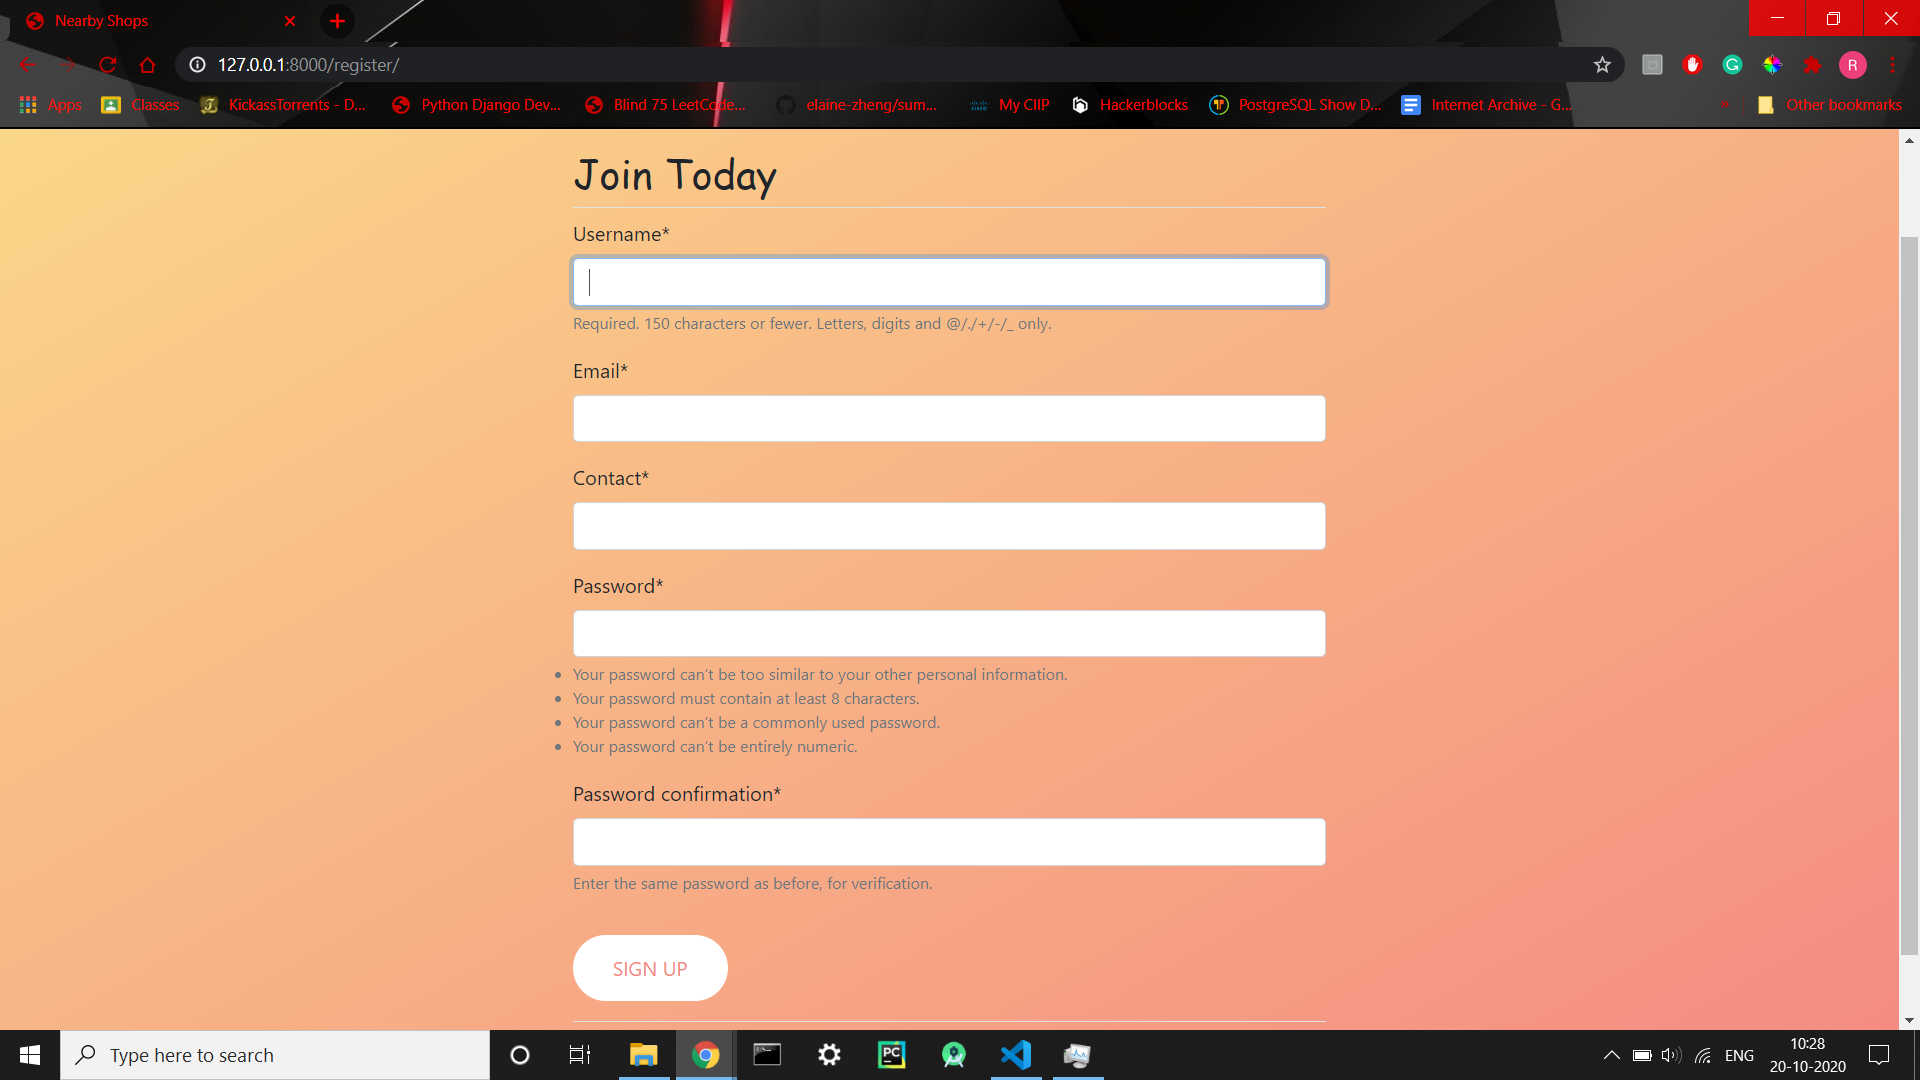 Nearby Shops
127.0.0.1:8000/register/
R
Apps
Classes
KickassTorrents - D...
Python Django Dev...
Blind 75 LeetCode...
elaine-zheng/sum...
My CIIP
Hackerblocks
PostgreSQL Show D...
Internet Archive - G...
Other bookmarks
Join Today
Username*
Required. 150 characters or fewer. Letters, digits and @/./+/-/_ only.
Email*
Contact*
Password*
Your password can't be too similar to your other personal information.
Your password must contain at least 8 characters.
Your password can't be a commonly used password.
Your password can't be entirely numeric.
Password confirmation*
Enter the same password as before, for verification.
SIGN UP
Type here to search
PC
ENG
10:28
20-10-2020